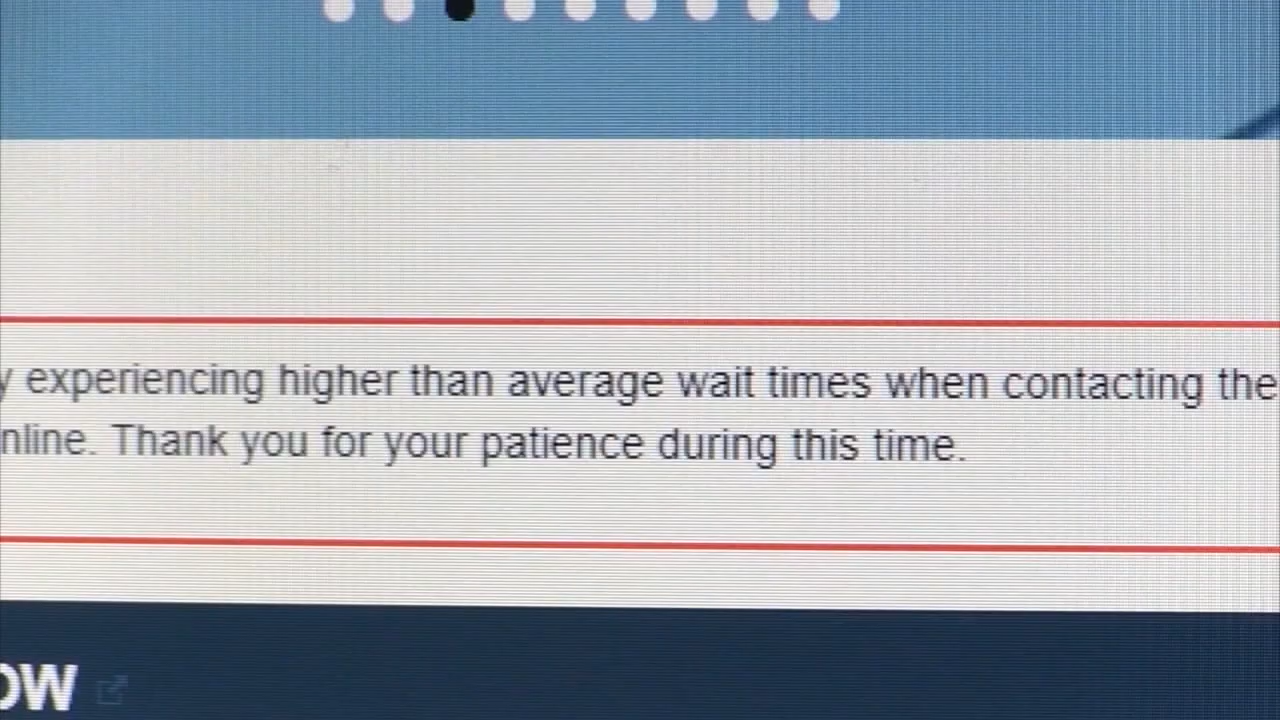 y experiencing higher than average wait times when contacting the
nline. Thank you for your patience during this time.
ow